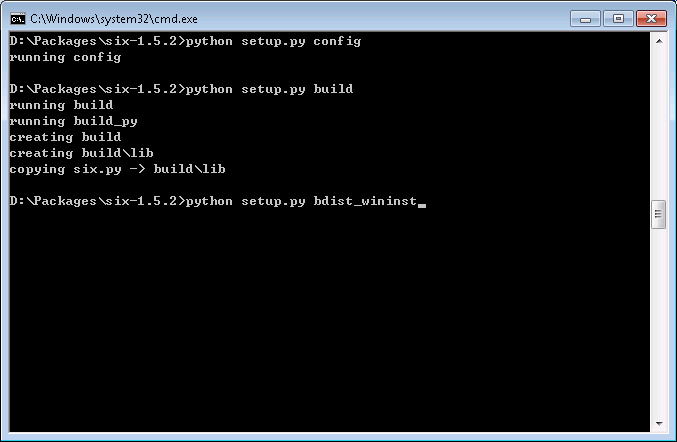 C:\Windows\system32\cmd.exe
D:\Packages\six-1.5.2>python setup.py config
running config
D:\Packages\six-1.5.2>python setup.py build
running build
running build_py
creating build
creating build\lib
copying six.py -> build\lib
D:\Packages\six-1.5.2>python setup.py bdist_wininst